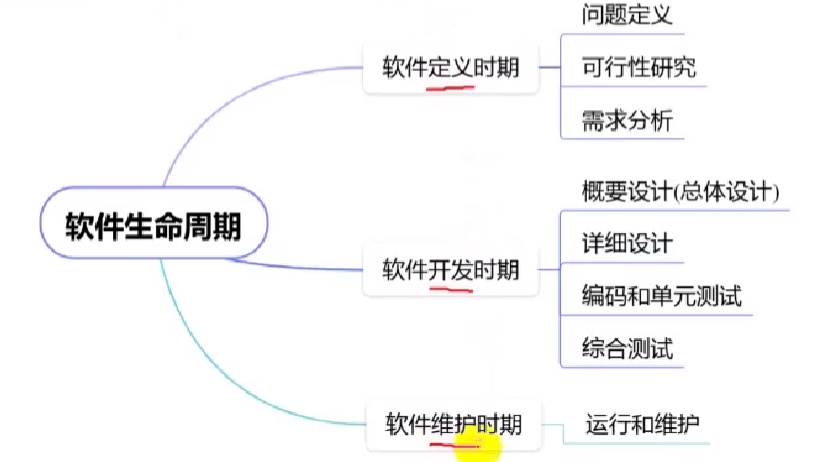 问题定义
软件定义时期
可行性研究
需求分析
概要设计(总体设计)
软件生命周期
详细设计
软件开发时期
编码和单元测试
综合测试
软件维护时期
运行和维护